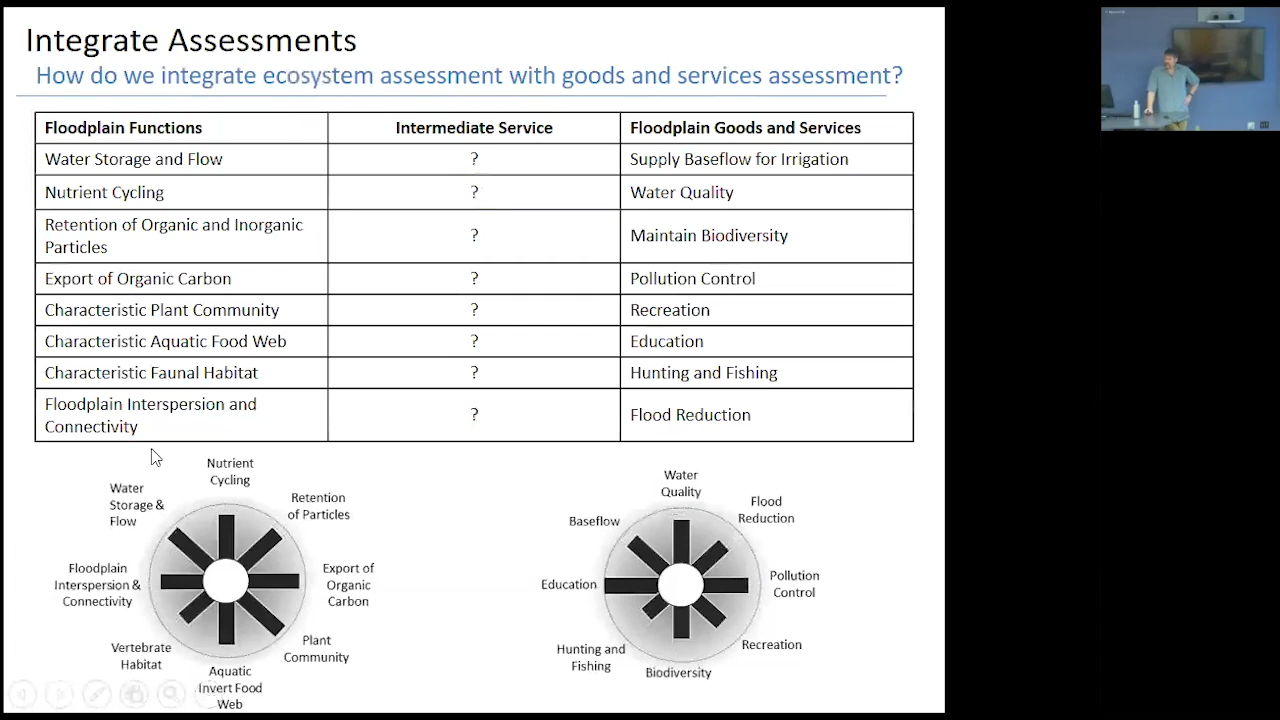 Integrate Assessments
How do we integrate ecosystem assessment with goods and services assessment?
Floodplain Functions
Intermediate Service
Floodplain Goods and Services
Water Storage and Flow
?
Supply Baseflow for Irrigation
Nutrient Cycling
?
Water Quality
Retention of Organic and Inorganic
Particles
?
Maintain Biodiversity
Export of Organic Carbon
?
Pollution Control
Characteristic Plant Community
?
Recreation
Characteristic Aquatic Food Web
?
Education
Characteristic Faunal Habitat
?
Hunting and Fishing
Floodplain Interspersion and
Connectivity
?
Flood Reduction
Nutrient
Cycling
Water
Storage &
Flow
Retention
of Particles
Floodplain
Interspersion &
Connectivity
Export of
Organic
Carbon
Vertebrate
Habitat
Plant
Community
Aquatic
Invert Food
Web
Water
Quality
Baseflow
Flood
Reduction
Education
Pollution
Control
Hunting and
Fishing
Recreation
Biodiversity